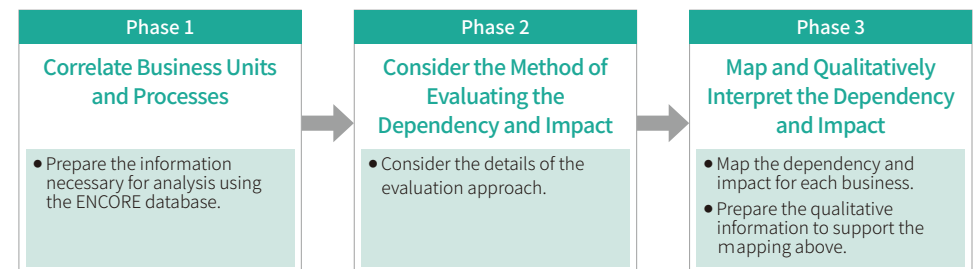 Phase 1
Correlate Business Units
and Processes
● Prepare the information
necessary for analysis using
the ENCORE database.
Phase 2
Consider the Method of
Evaluating the
Dependency and Impact
● Consider the details of the
evaluation approach.
Phase 3
Map and Qualitatively
Interpret the Dependency
and Impact
● Map the dependency and
impact for each business.
● Prepare the qualitative
information to support the
mapping above.